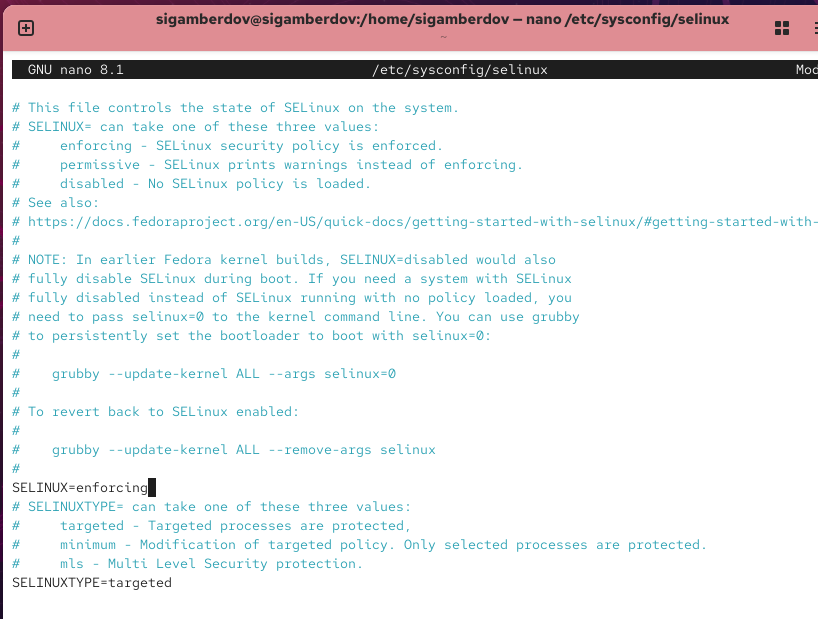 sigamberdov@sigamberdov:/home/sigamberdov — nano /etc/sysconfig/selinux
~
GNU nano 8.1 /etc/sysconfig/selinux Mod
# This file controls the state of SELinux on the system.
# SELINUX= can take one of these three values:
#     enforcing - SELinux security policy is enforced.
#     permissive - SELinux prints warnings instead of enforcing.
#     disabled - No SELinux policy is loaded.
# See also:
# https://docs.fedoraproject.org/en-US/quick-docs/getting-started-with-selinux/#getting-started-with-
#
# NOTE: In earlier Fedora kernel builds, SELINUX=disabled would also
# fully disable SELinux during boot. If you need a system with SELinux
# fully disabled instead of SELinux running with no policy loaded, you
# need to pass selinux=0 to the kernel command line. You can use grubby
# to persistently set the bootloader to boot with selinux=0:
#
#    grubby --update-kernel ALL --args selinux=0
#
# To revert back to SELinux enabled:
#
#    grubby --update-kernel ALL --remove-args selinux
#
SELINUX=enforcing
# SELINUXTYPE= can take one of these three values:
#     targeted - Targeted processes are protected,
#     minimum - Modification of targeted policy. Only selected processes are protected.
#     mls - Multi Level Security protection.
SELINUXTYPE=targeted